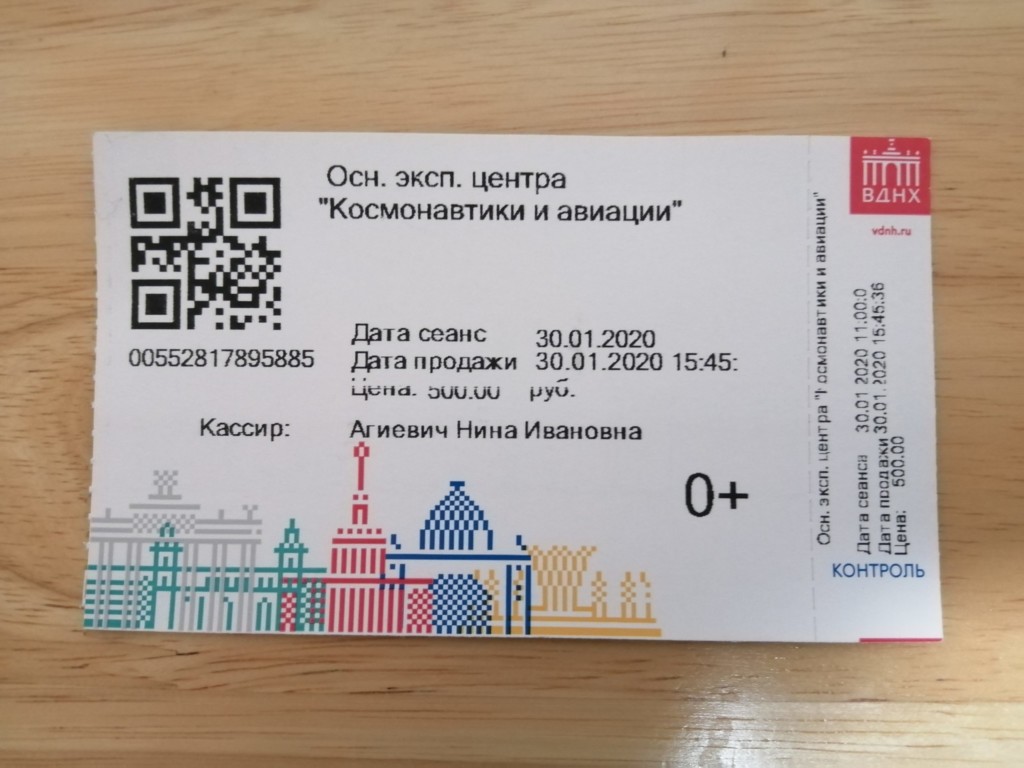 Осн. эксп. центра
"Космонавтики и авиации"
00552817895885
Дата сеанс 30.01.2020
Дата продажи 30.01.2020 15:45:
Цена: 500.00 руб.
Кассир: Агиевич Нина Ивановна
0+
ВДНХ
vdnh.ru
Осн. эксп. центра "Космонавтики и авиации"
Дата сеанса 30.01.2020 11:00:0
Дата продажи 30.01.2020 15:45:36
Цена: 500.00
КОНТРОЛЬ